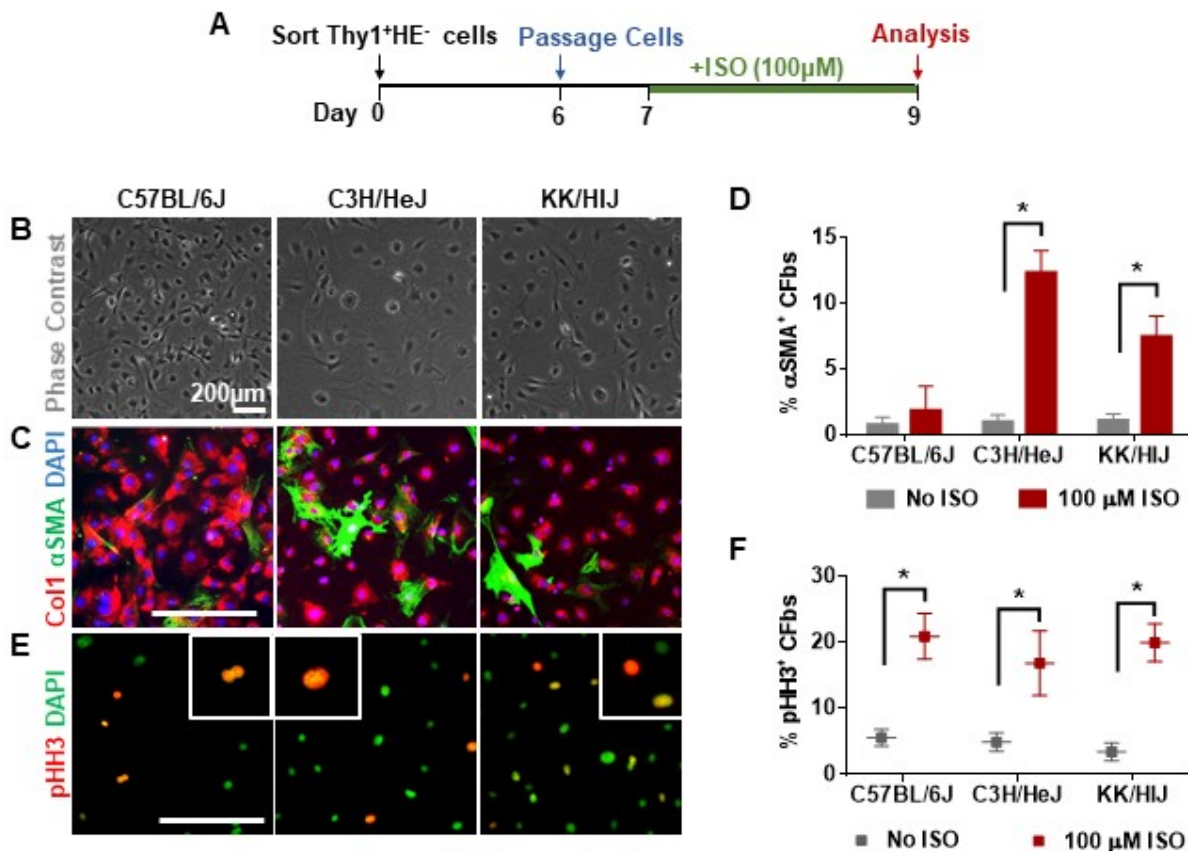 A
Sort Thy1⁺HE⁻ cells
Passage Cells
Analysis
+ISO (100µM)
Day 0 6 7 9
C57BL/6J C3H/HeJ KK/HIJ
B
Phase Contrast
200µm
C
Col1 αSMA DAPI
E
pHH3 DAPI
D
% αSMA⁺ CFbs
15
10
5
0
* *
C57BL/6J C3H/HeJ KK/HIJ
No ISO 100 µM ISO
F
% pHH3⁺ CFbs
30
20
10
0
* * *
C57BL/6J C3H/HeJ KK/HIJ
No ISO 100 µM ISO